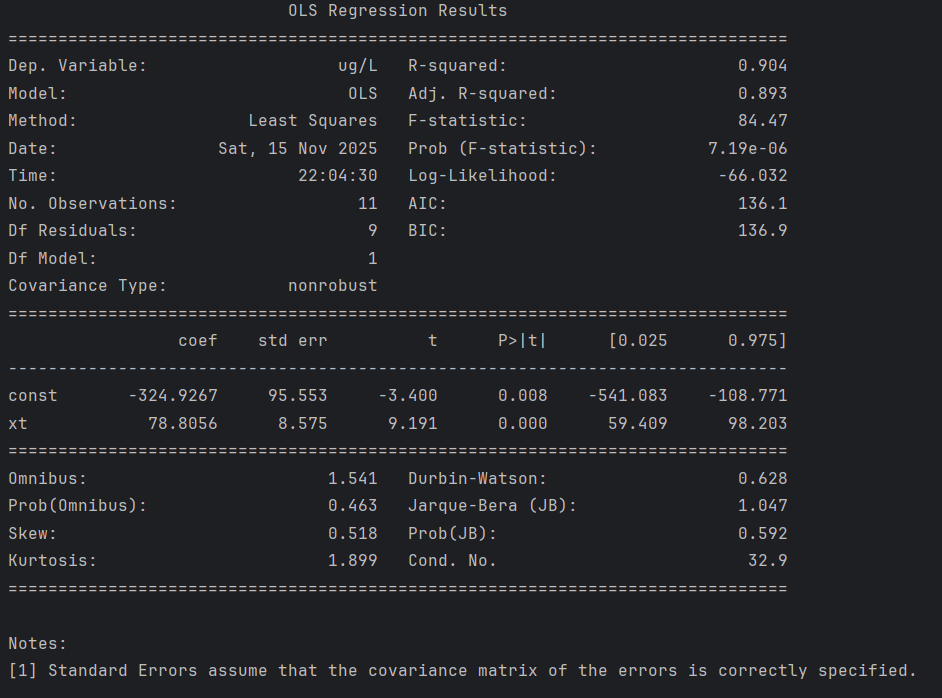 OLS Regression Results
==============================================================================
Dep. Variable:                   ug/L   R-squared:                       0.904
Model:                            OLS   Adj. R-squared:                  0.893
Method:                 Least Squares   F-statistic:                     84.47
Date:                Sat, 15 Nov 2025   Prob (F-statistic):           7.19e-06
Time:                        22:04:30   Log-Likelihood:                -66.032
No. Observations:                  11   AIC:                             136.1
Df Residuals:                       9   BIC:                             136.9
Df Model:                           1
Covariance Type:            nonrobust
==============================================================================
                 coef    std err          t      P>|t|      [0.025      0.975]
------------------------------------------------------------------------------
const       -324.9267     95.553     -3.400      0.008    -541.083    -108.771
xt            78.8056      8.575      9.191      0.000      59.409      98.203
==============================================================================
Omnibus:                        1.541   Durbin-Watson:                   0.628
Prob(Omnibus):                  0.463   Jarque-Bera (JB):                1.047
Skew:                           0.518   Prob(JB):                        0.592
Kurtosis:                       1.899   Cond. No.                         32.9
==============================================================================

Notes:
[1] Standard Errors assume that the covariance matrix of the errors is correctly specified.